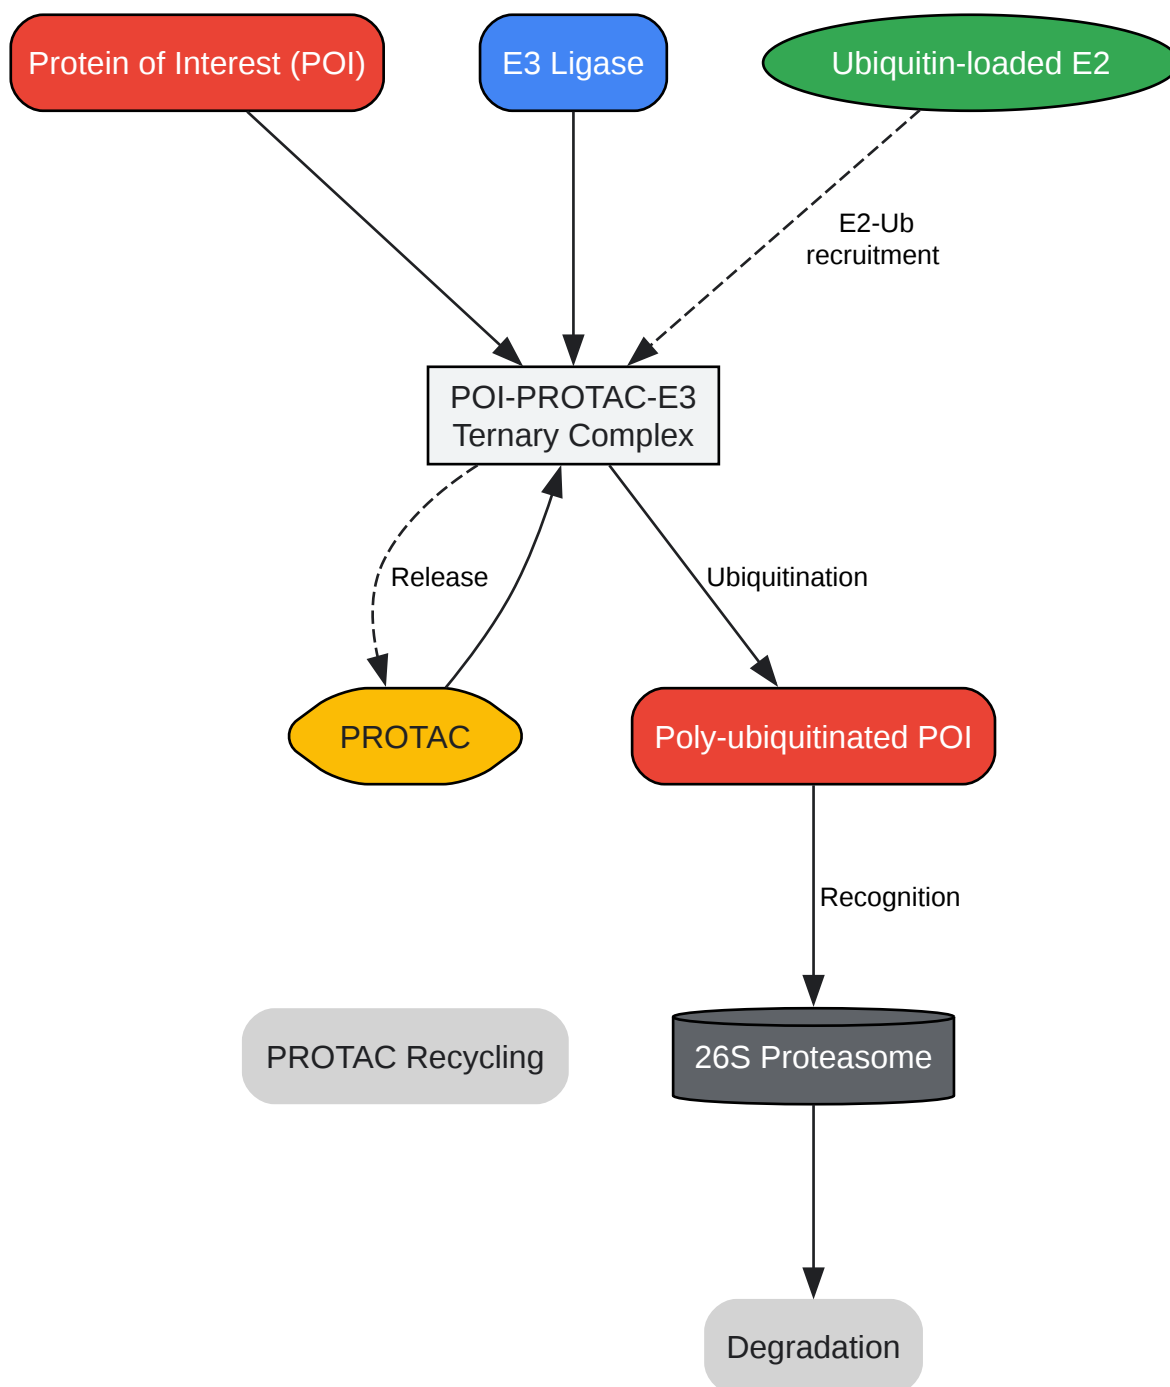 Protein of Interest (POI)
E3 Ligase
Ubiquitin-loaded E2
E2-Ub
recruitment
POI-PROTAC-E3
Ternary Complex
Release
Ubiquitination
PROTAC
Poly-ubiquitinated POI
Recognition
PROTAC Recycling
26S Proteasome
Degradation